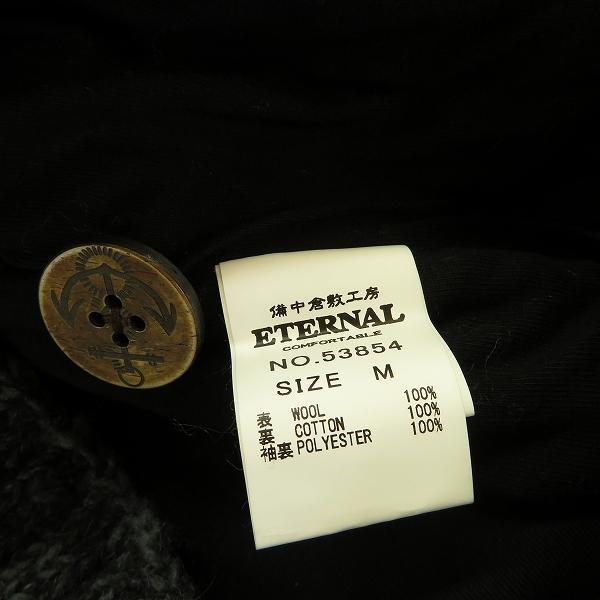 備中倉敷工房
ETERNAL
COMFORTABLE
NO.53854
SIZE M
表 WOOL 100%
裏 COTTON 100%
袖裏 POLYESTER 100%